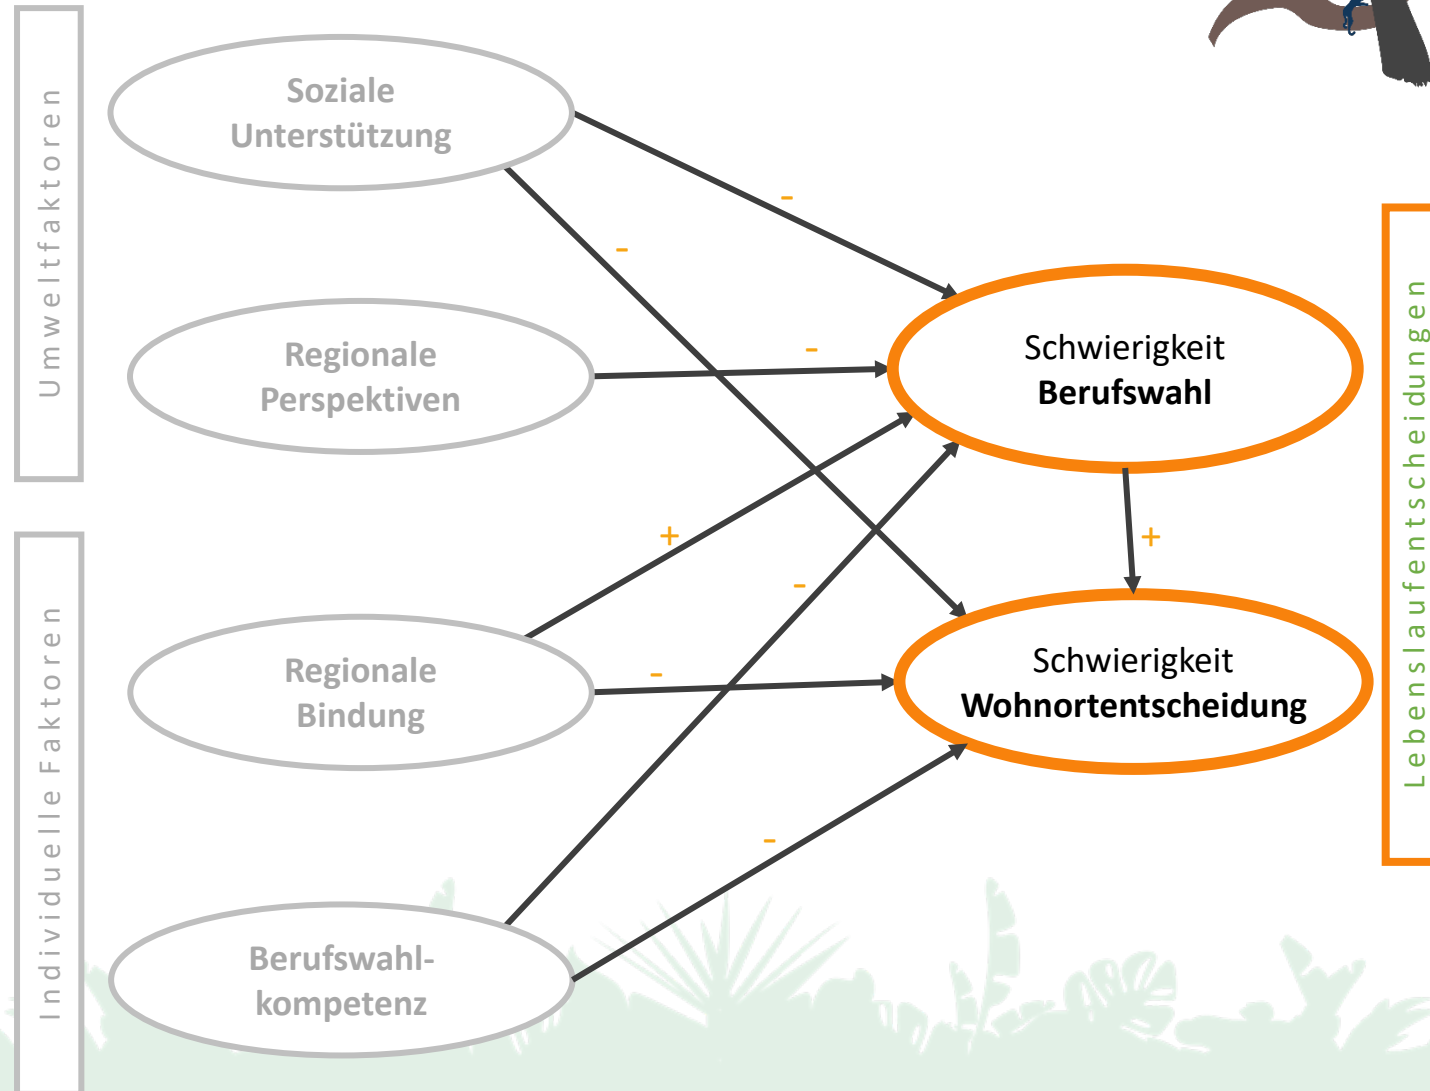 Umweltfaktoren
Soziale
Unterstützung
-
-
Regionale
Perspektiven
-
Schwierigkeit
Berufswahl
Individuelle Faktoren
Regionale
Bindung
+
-
-
+
Schwierigkeit
Wohnortentscheidung
Berufswahl-
kompetenz
-
Lebenslaufentscheidungen